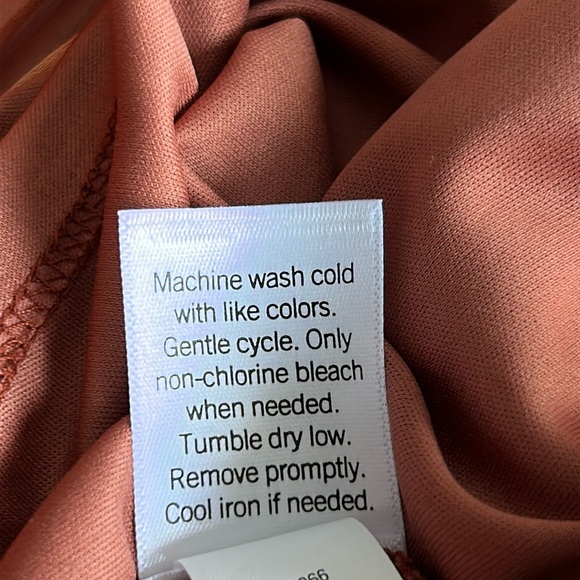 Machine wash cold
with like colors.
Gentle cycle. Only
non-chlorine bleach
when needed.
Tumble dry low.
Remove promptly.
Cool iron if needed.